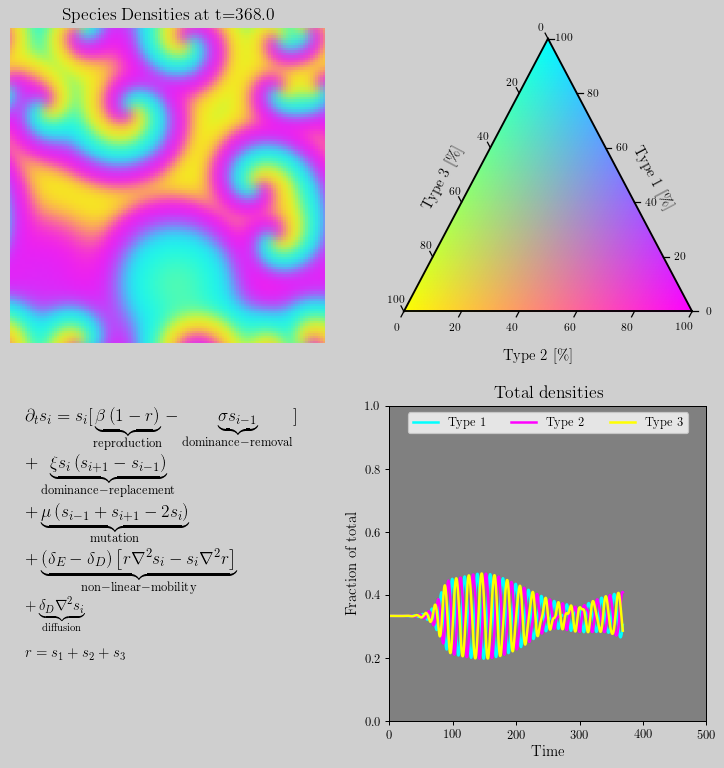 Species Densities at t=368.0
0
100
20
80
40
60
Type 3 [%]
Type 1 [%]
60
40
80
20
100
0
0
20
40
60
80
100
Type 2 [%]
∂ₜsᵢ = sᵢ[ β (1 − r) − σsᵢ₋₁ ]
reproduction
dominance−removal
+ ξsᵢ (sᵢ₊₁ − sᵢ₋₁)
dominance−replacement
+ μ (sᵢ₋₁ + sᵢ₊₁ − 2sᵢ)
mutation
+ (δ_E − δ_D) [r∇²sᵢ − sᵢ∇²r]
non−linear−mobility
+ δ_D∇²sᵢ
diffusion
r = s₁ + s₂ + s₃
Total densities
Type 1
Type 2
Type 3
1.0
0.8
0.6
0.4
0.2
0.0
Fraction of total
0
100
200
300
400
500
Time